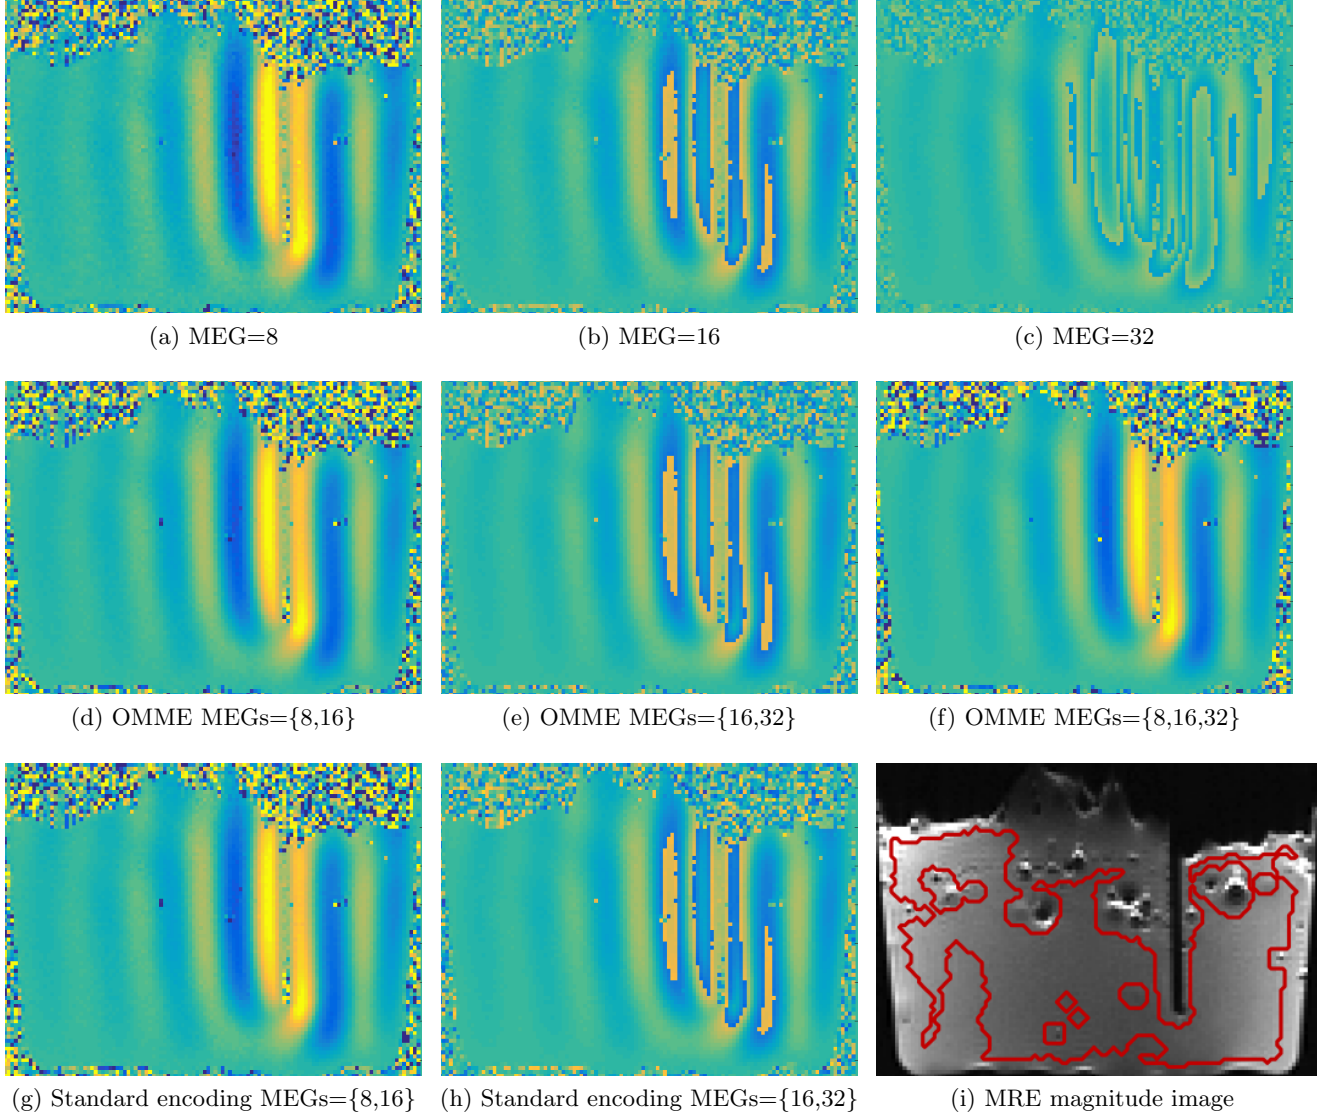 (a) MEG=8
(b) MEG=16
(c) MEG=32
(d) OMME MEGs={8,16}
(e) OMME MEGs={16,32}
(f) OMME MEGs={8,16,32}
(g) Standard encoding MEGs={8,16}
(h) Standard encoding MEGs={16,32}
(i) MRE magnitude image